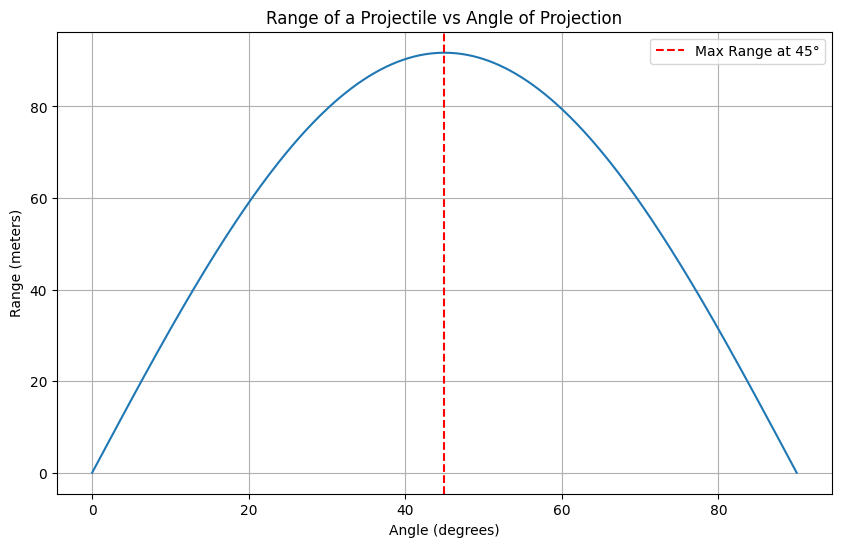 Range of a Projectile vs Angle of Projection
Max Range at 45°
Range (meters)
80
60
40
20
0
0 20 40 60 80
Angle (degrees)